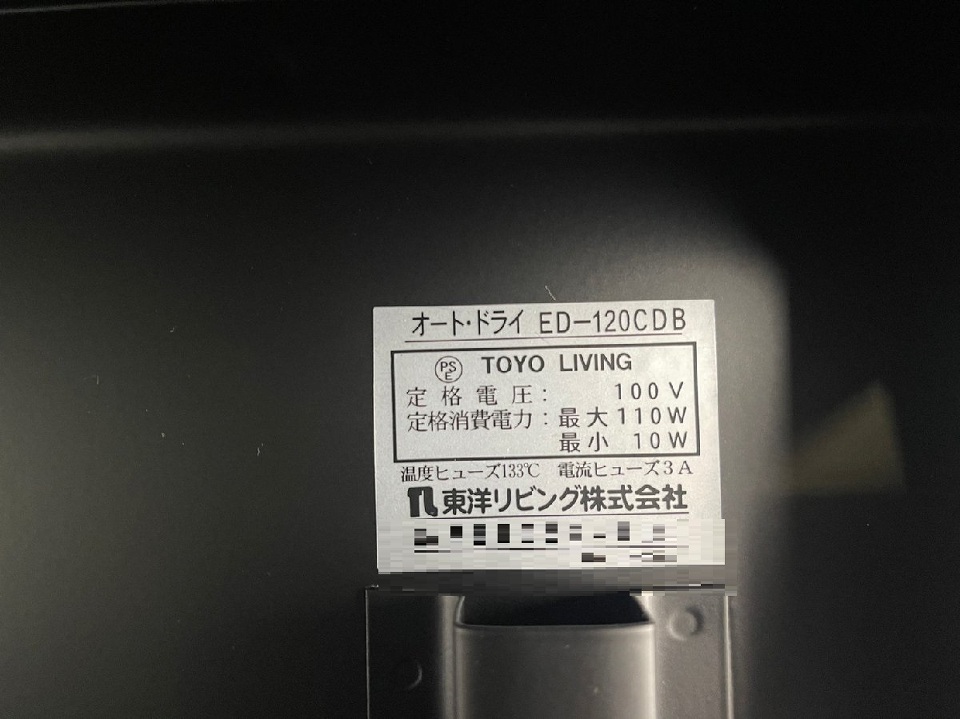 オート・ドライ ED-120CDB
PSE TOYO LIVING
定格電圧: 100V
定格消費電力: 最大 110W
最小 10W
温度ヒューズ133℃ 電流ヒューズ3A
東洋リビング株式会社